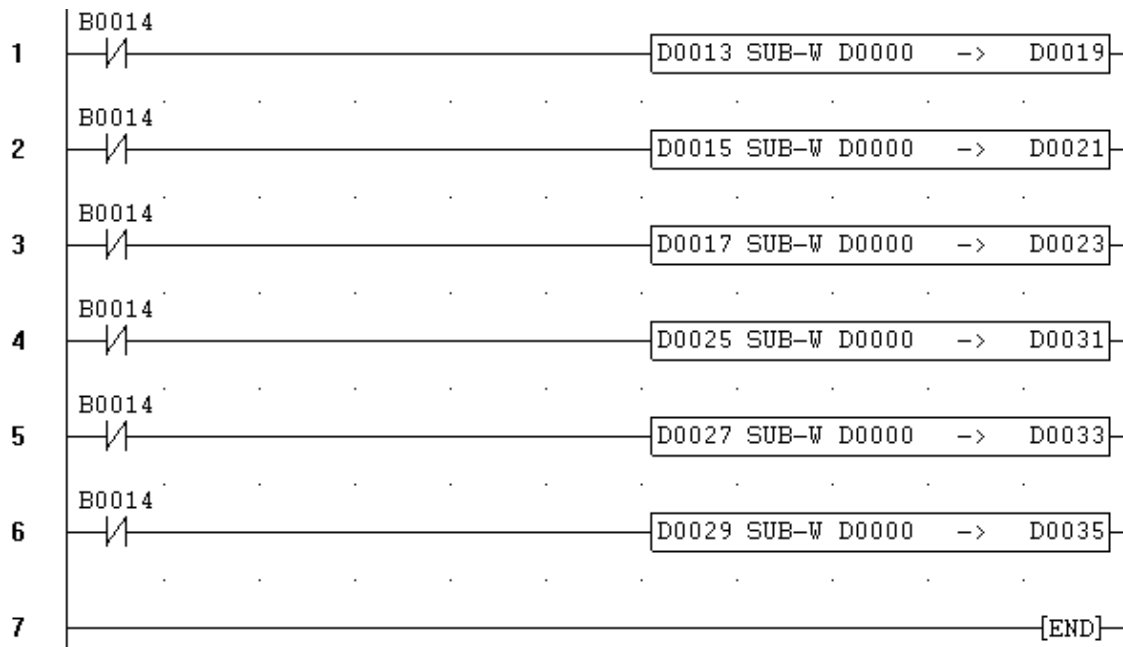 B0014
1 D0013 SUB-W D0000 -> D0019
B0014
2 D0015 SUB-W D0000 -> D0021
B0014
3 D0017 SUB-W D0000 -> D0023
B0014
4 D0025 SUB-W D0000 -> D0031
B0014
5 D0027 SUB-W D0000 -> D0033
B0014
6 D0029 SUB-W D0000 -> D0035
7 [END]